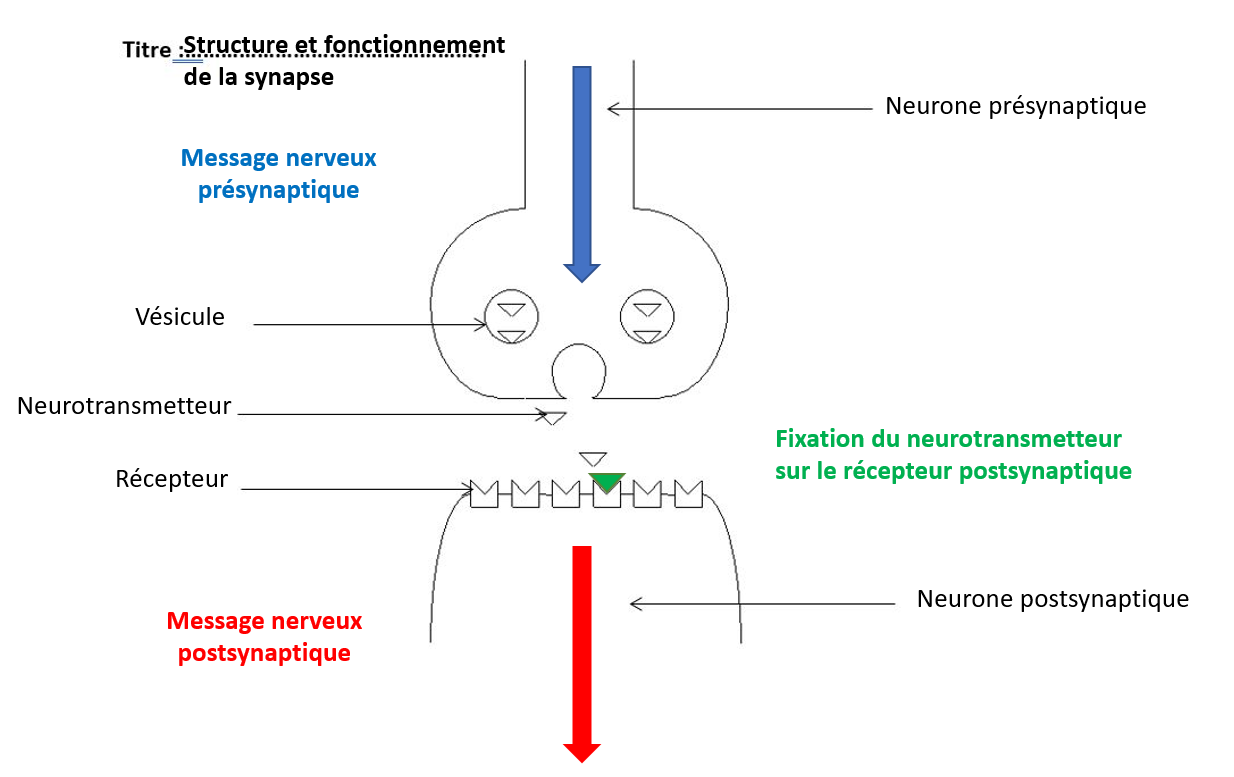 Titre :Structure et fonctionnement
de la synapse
Neurone présynaptique
Message nerveux
présynaptique
Vésicule
Neurotransmetteur
Fixation du neurotransmetteur
sur le récepteur postsynaptique
Récepteur
Neurone postsynaptique
Message nerveux
postsynaptique